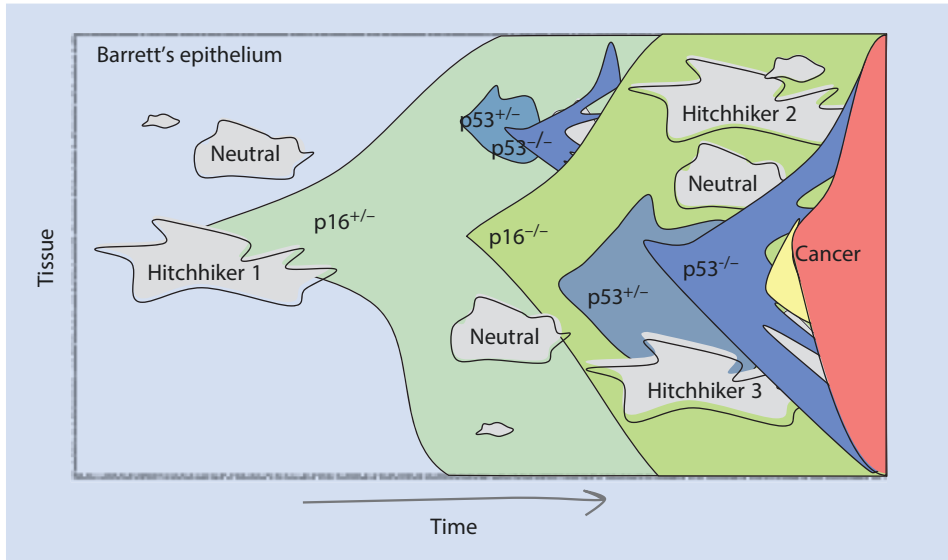 Barrett’s epithelium
p53+/–
Hitchhiker 2
p53–/–
Neutral
Neutral
p16+/–
p16–/–
Hitchhiker 1
p53+/–
p53-/–
Cancer
Neutral
Hitchhiker 3
Tissue
Time